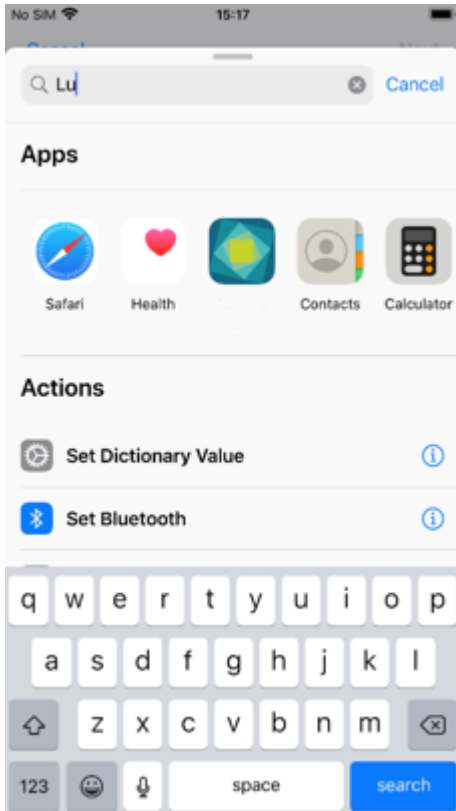 No SIM 15:17
Cancel
Lu Cancel
Apps
Safari Health Contacts Calculator
Actions
Set Dictionary Value
Set Bluetooth
q w e r t y u i o p
a s d f g h j k l
z x c v b n m
123 space search